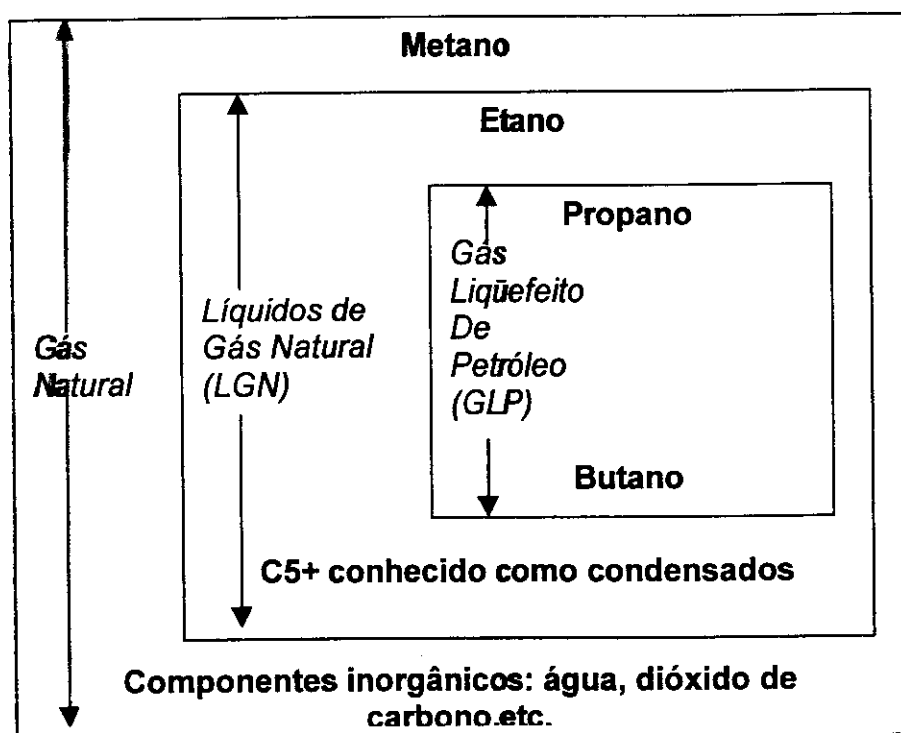 Metano
Etano
Propano
Gás
Liqüefeito
De
Petróleo
(GLP)
Butano
Líquidos de
Gás Natural
(LGN)
Gás
Natural
C5+ conhecido como condensados
Componentes inorgânicos: água, dióxido de
carbono.etc.